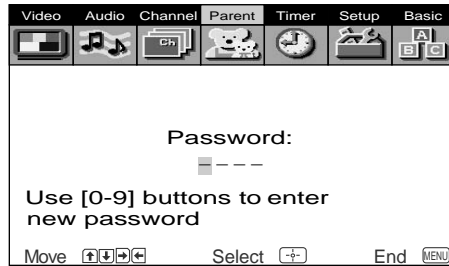 Video Audio Channel Parent Timer Setup Basic
Ch A B C
Password:
– – – –
Use [0-9] buttons to enter
new password
Move Select End MENU